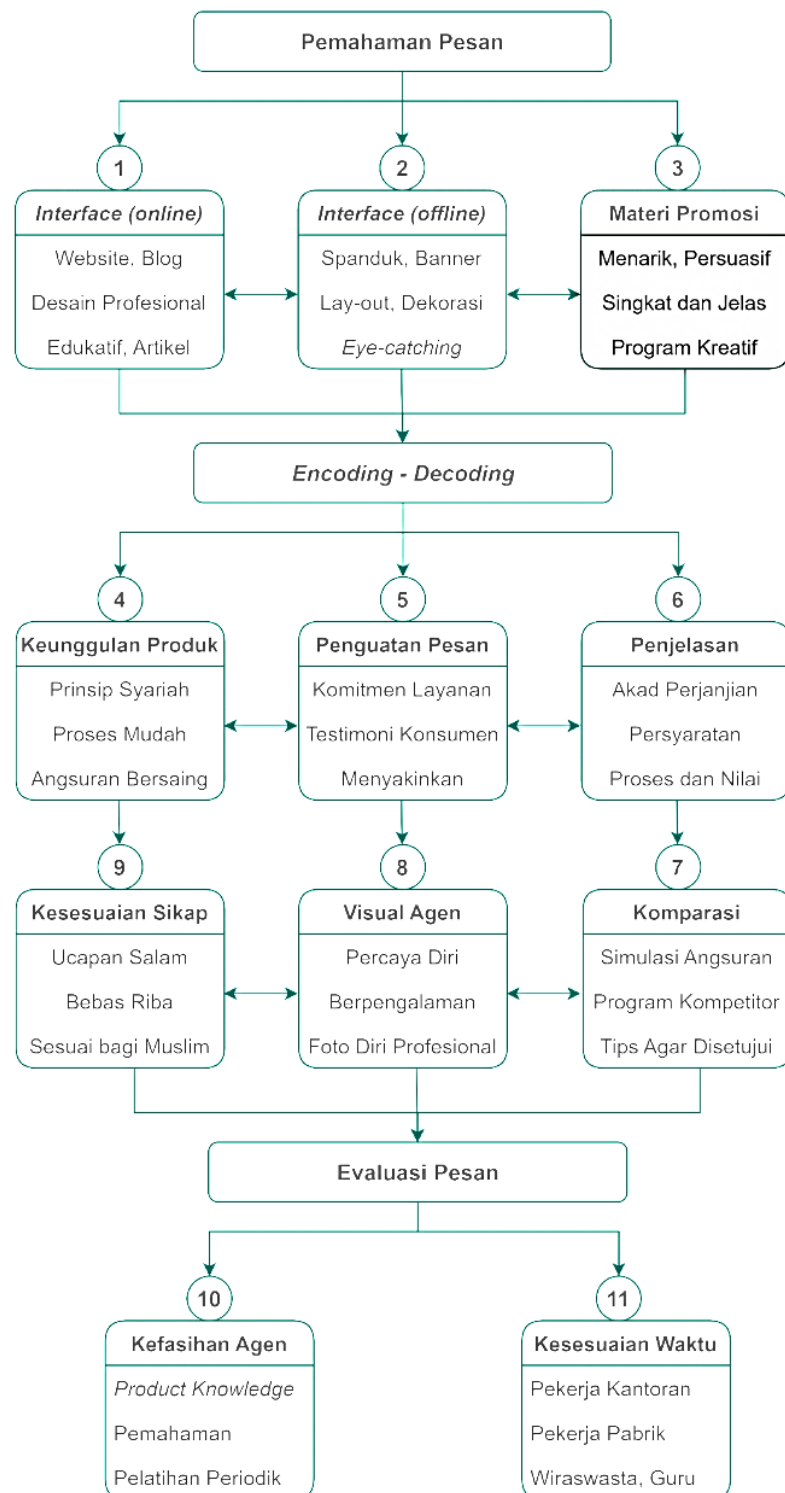 Pemahaman Pesan
1
2
3
Interface (online)
Website, Blog
Desain Profesional
Edukatif, Artikel
Interface (offline)
Spanduk, Banner
Lay-out, Dekorasi
Eye-catching
Materi Promosi
Menarik, Persuasif
Singkat dan Jelas
Program Kreatif
Encoding - Decoding
4
5
6
Keunggulan Produk
Prinsip Syariah
Proses Mudah
Angsuran Bersaing
Penguatan Pesan
Komitmen Layanan
Testimoni Konsumen
Menyakinkan
Penjelasan
Akad Perjanjian
Persyaratan
Proses dan Nilai
9
8
7
Kesesuaian Sikap
Ucapan Salam
Bebas Riba
Sesuai bagi Muslim
Visual Agen
Percaya Diri
Berpengalaman
Foto Diri Profesional
Komparasi
Simulasi Angsuran
Program Kompetitor
Tips Agar Disetujui
Evaluasi Pesan
10
11
Kefasihan Agen
Product Knowledge
Pemahaman
Pelatihan Periodik
Kesesuaian Waktu
Pekerja Kantoran
Pekerja Pabrik
Wiraswasta, Guru